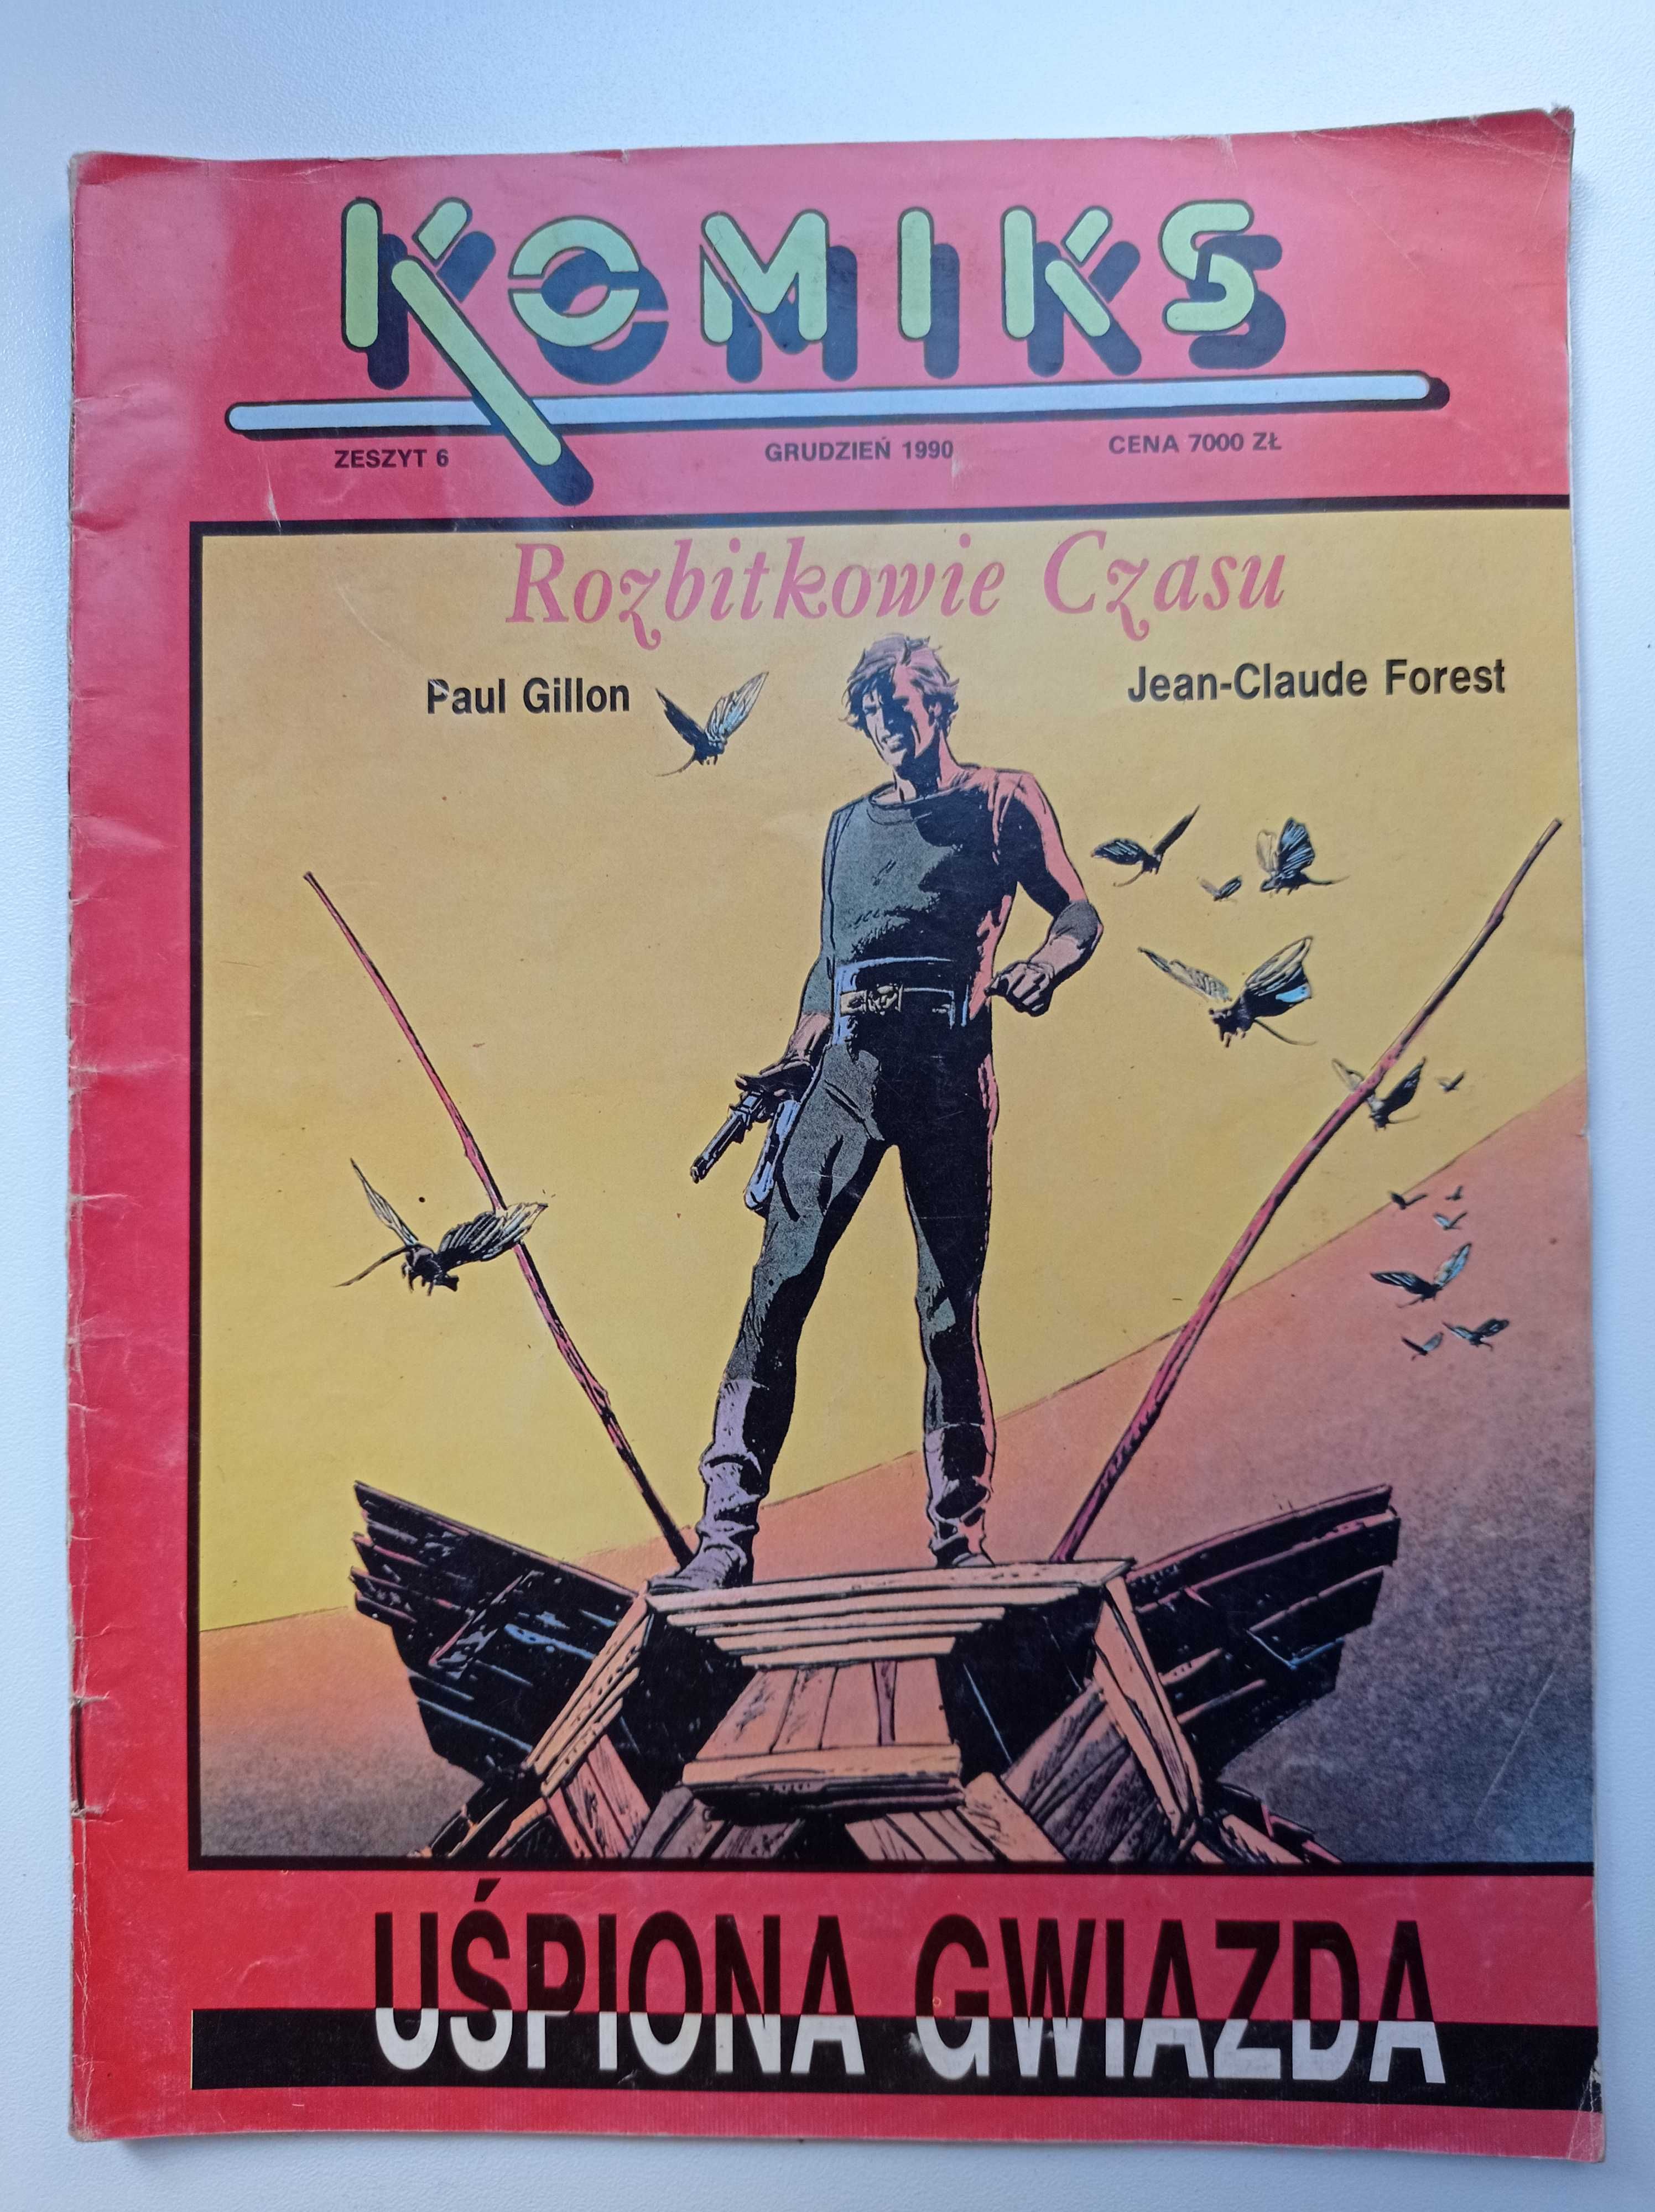 KOMIKS
ZESZYT 6 GRUDZIEŃ 1990 CENA 7000 ZŁ
Rozbitkowie Czasu
Paul Gillon Jean-Claude Forest
UŚPIONA GWIAZDA